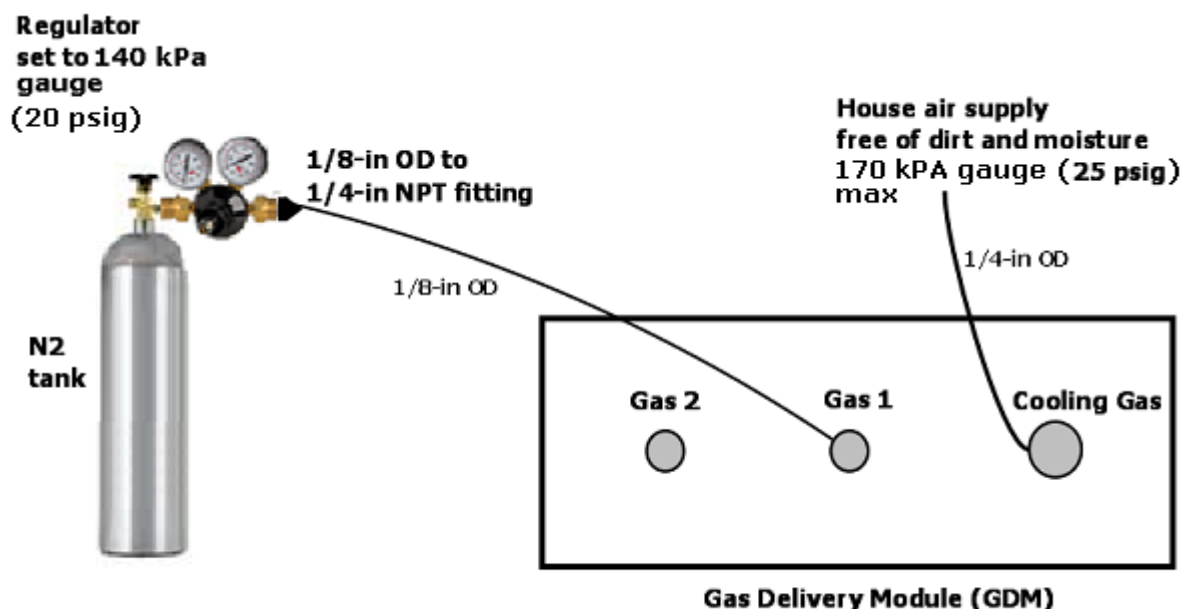 Regulator
set to 140 kPa
gauge
(20 psig)
1/8-in OD to
1/4-in NPT fitting
House air supply
free of dirt and moisture
170 kPA gauge (25 psig)
max
1/8-in OD
1/4-in OD
N2
tank
Gas 2
Gas 1
Cooling Gas
Gas Delivery Module (GDM)